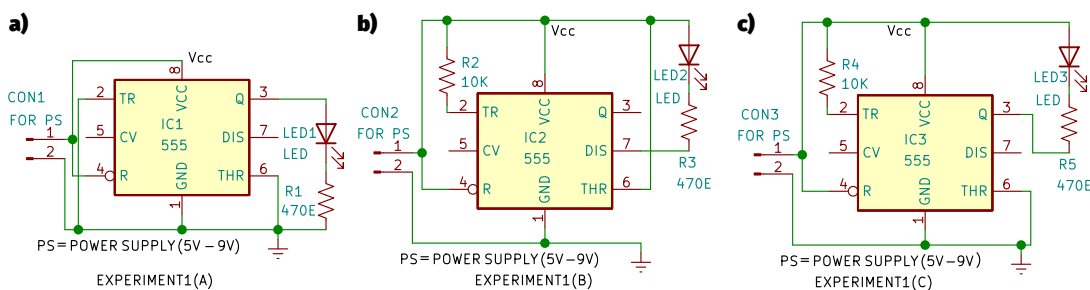 a)
Vcc
CON1
FOR PS
1
2
2
5
4
8
1
3
7
6
TR
CV
R
VCC
GND
Q
DIS
THR
IC1
555
LED1
LED
R1
470E
PS=POWER SUPPLY(5V-9V)
EXPERIMENT1(A)
b)
Vcc
R2
10K
CON2
FOR PS
1
2
2
5
4
8
1
3
7
6
TR
CV
R
VCC
GND
Q
DIS
THR
IC2
555
LED2
LED
R3
470E
PS=POWER SUPPLY(5V-9V)
EXPERIMENT1(B)
c)
Vcc
R4
10K
CON3
FOR PS
1
2
2
5
4
8
1
3
7
6
TR
CV
R
VCC
GND
Q
DIS
THR
IC3
555
LED3
LED
R5
470E
PS=POWER SUPPLY(5V-9V)
EXPERIMENT1(C)